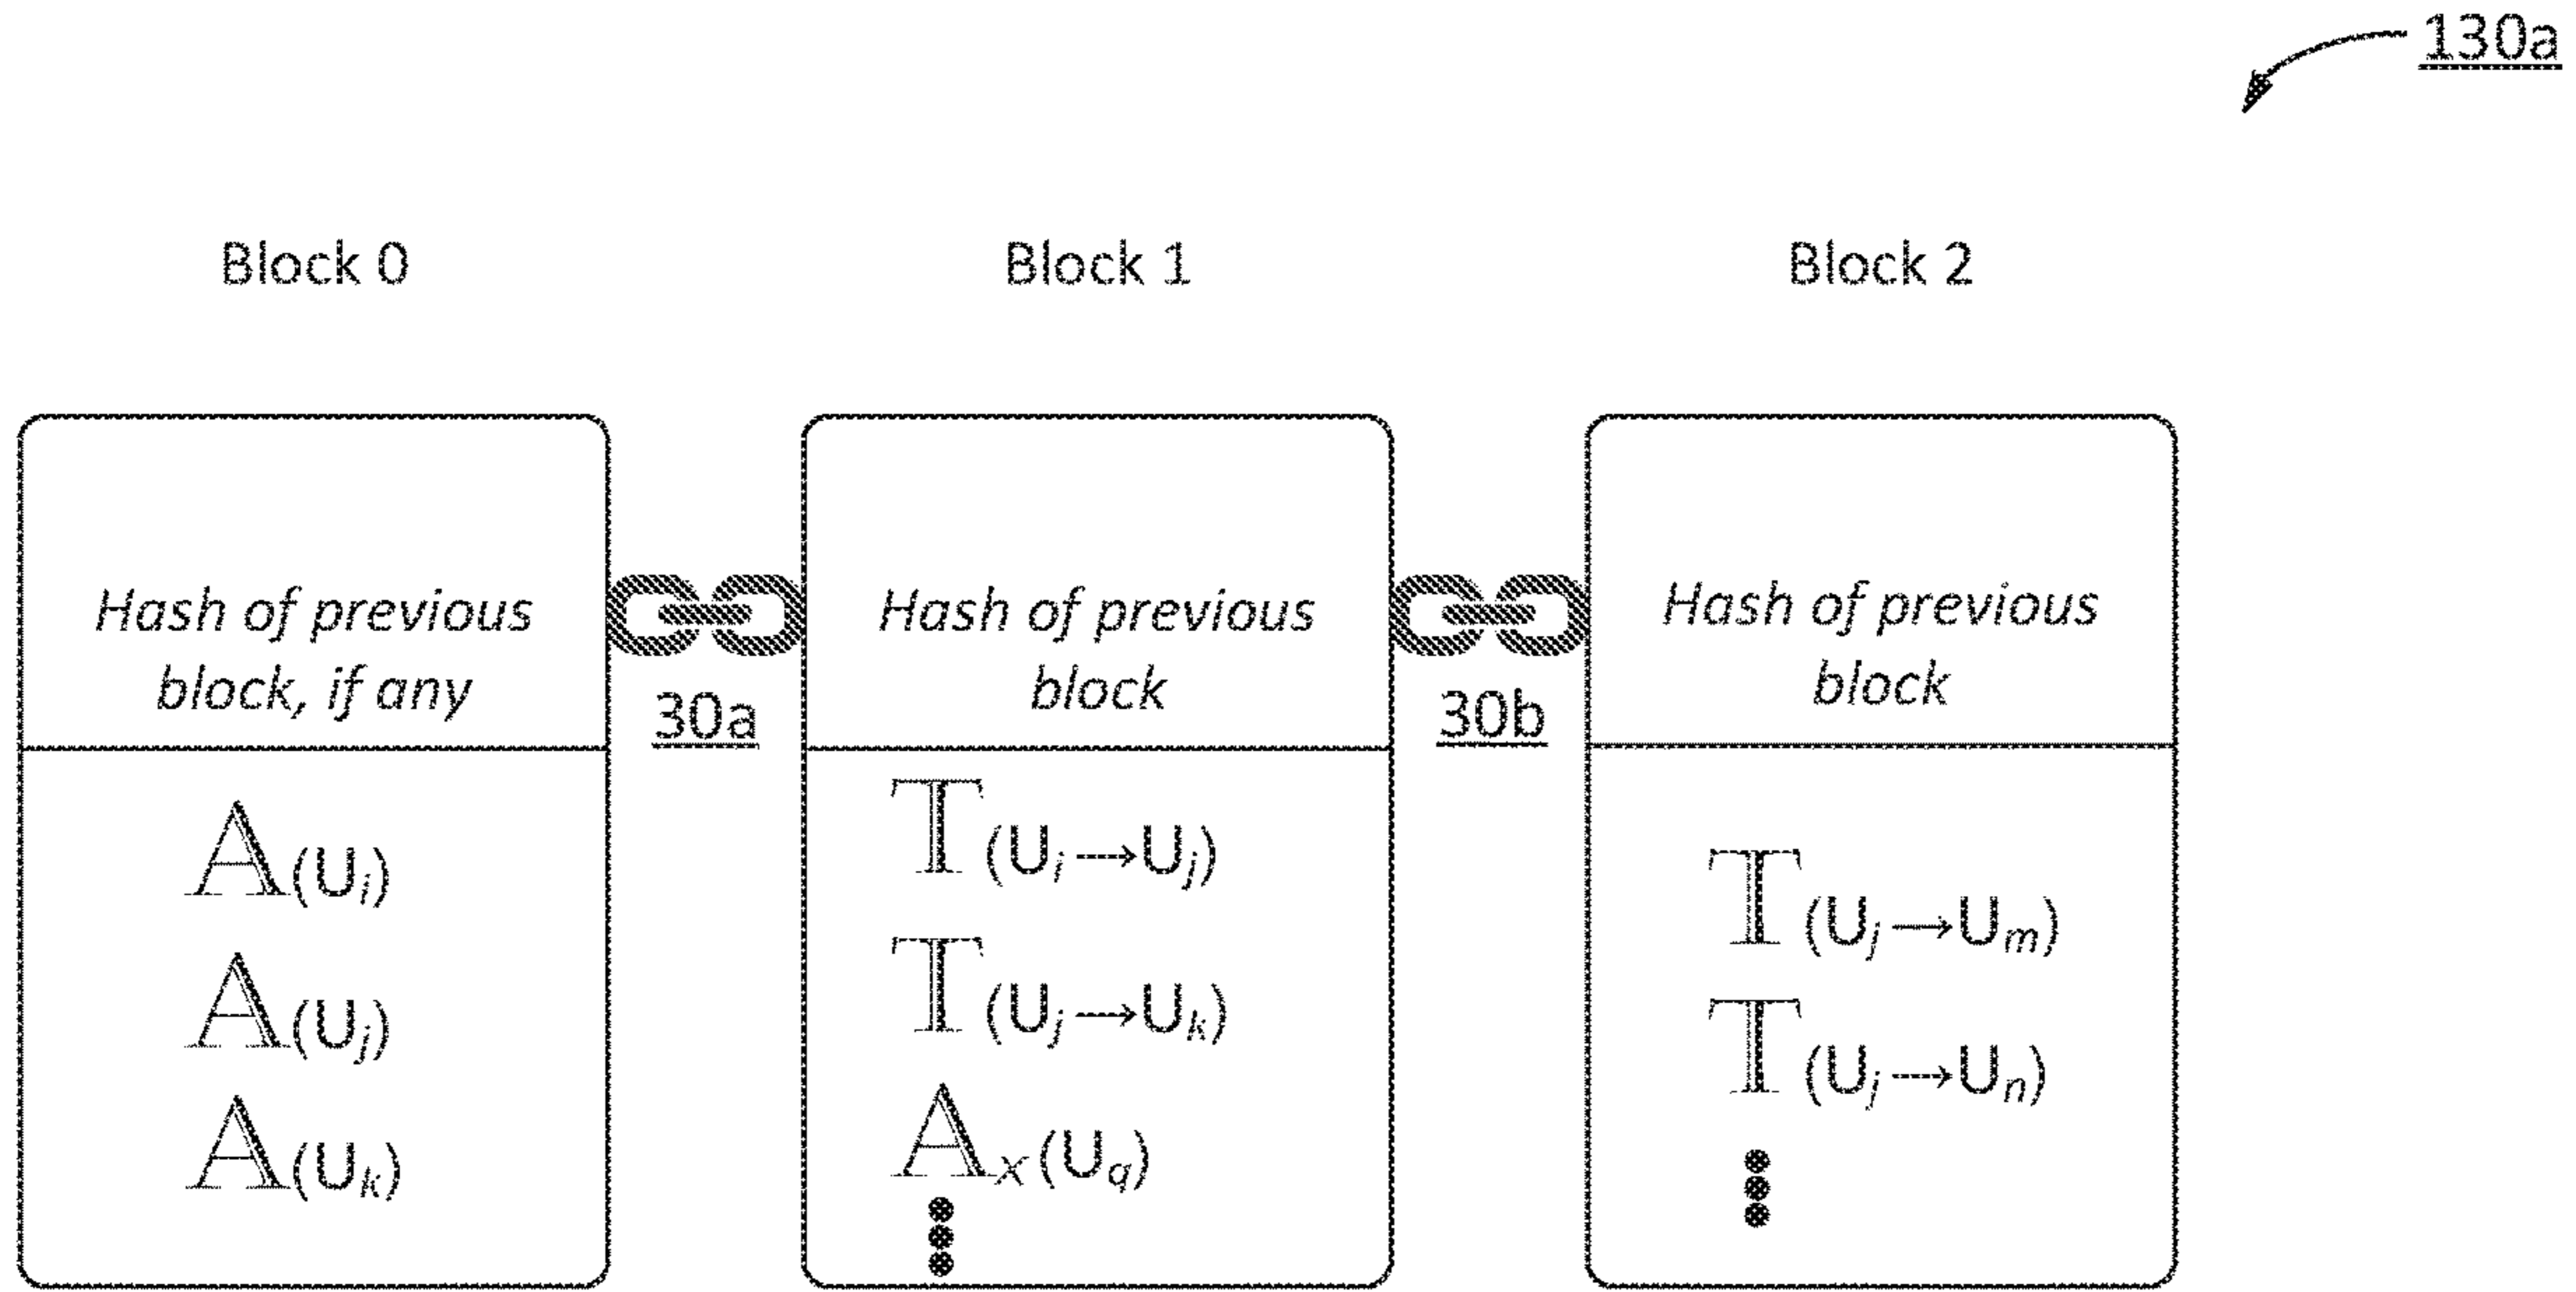 130a
Block 0
Block 1
Block 2
Hash of previous
block, if any
30a
Hash of previous
block
30b
Hash of previous
block
𝔸(Uᵢ)
𝔸(Uⱼ)
𝔸(Uₖ)
𝕋(Uᵢ→Uⱼ)
𝕋(Uⱼ→Uₖ)
𝔸ₓ(U_q)
𝕋(Uⱼ→Uₘ)
𝕋(Uⱼ→Uₙ)